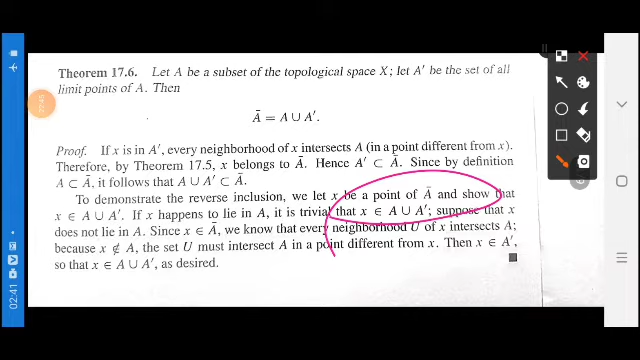 Theorem 17.6. Let A be a subset of the topological space X; let A′ be the set of all
limit points of A. Then
Ā = A ∪ A′.
Proof. If x is in A′, every neighborhood of x intersects A (in a point different from x).
Therefore, by Theorem 17.5, x belongs to Ā. Hence A′ ⊂ Ā. Since by definition
A ⊂ Ā, it follows that A ∪ A′ ⊂ Ā.
To demonstrate the reverse inclusion, we let x be a point of Ā and show that
x ∈ A ∪ A′. If x happens to lie in A, it is trivial that x ∈ A ∪ A′; suppose that x
does not lie in A. Since x ∈ Ā, we know that every neighborhood U of x intersects A;
because x ∉ A, the set U must intersect A in a point different from x. Then x ∈ A′,
so that x ∈ A ∪ A′, as desired.
02:41